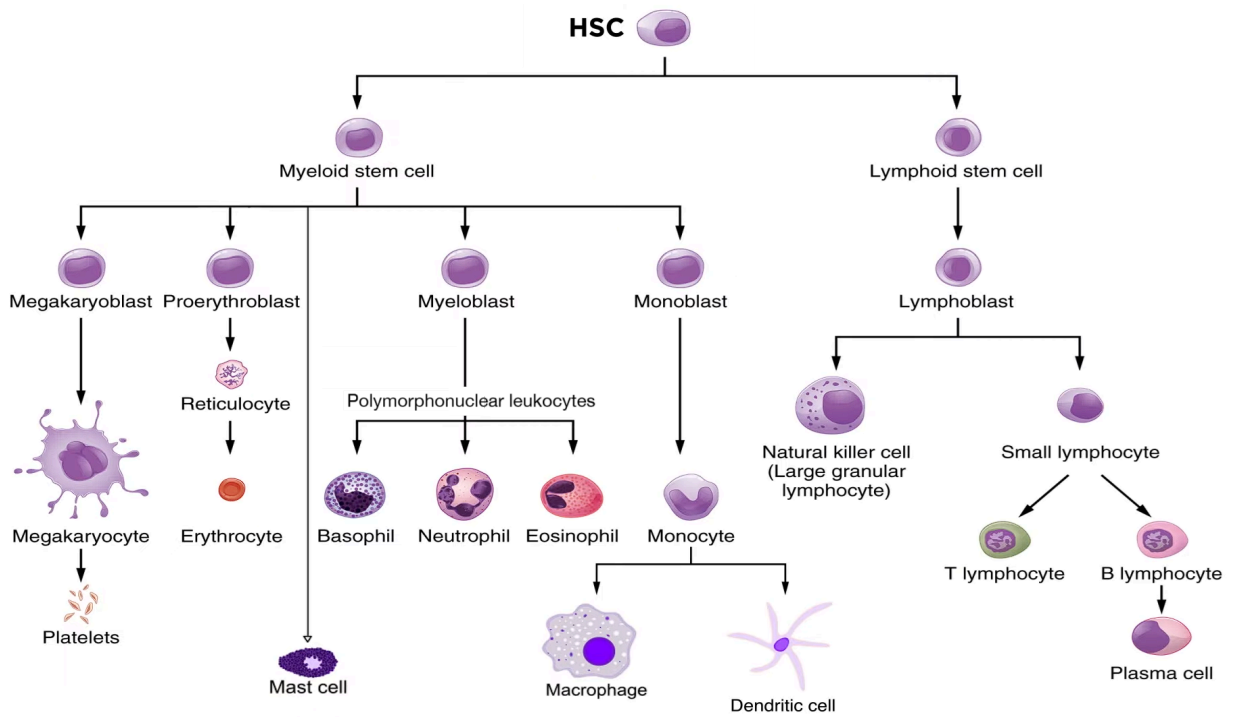 HSC
Myeloid stem cell
Lymphoid stem cell
Megakaryoblast
Proerythroblast
Myeloblast
Monoblast
Lymphoblast
Reticulocyte
Polymorphonuclear leukocytes
Natural killer cell
(Large granular
lymphocyte)
Small lymphocyte
Megakaryocyte
Erythrocyte
Basophil
Neutrophil
Eosinophil
Monocyte
T lymphocyte
B lymphocyte
Platelets
Mast cell
Macrophage
Dendritic cell
Plasma cell